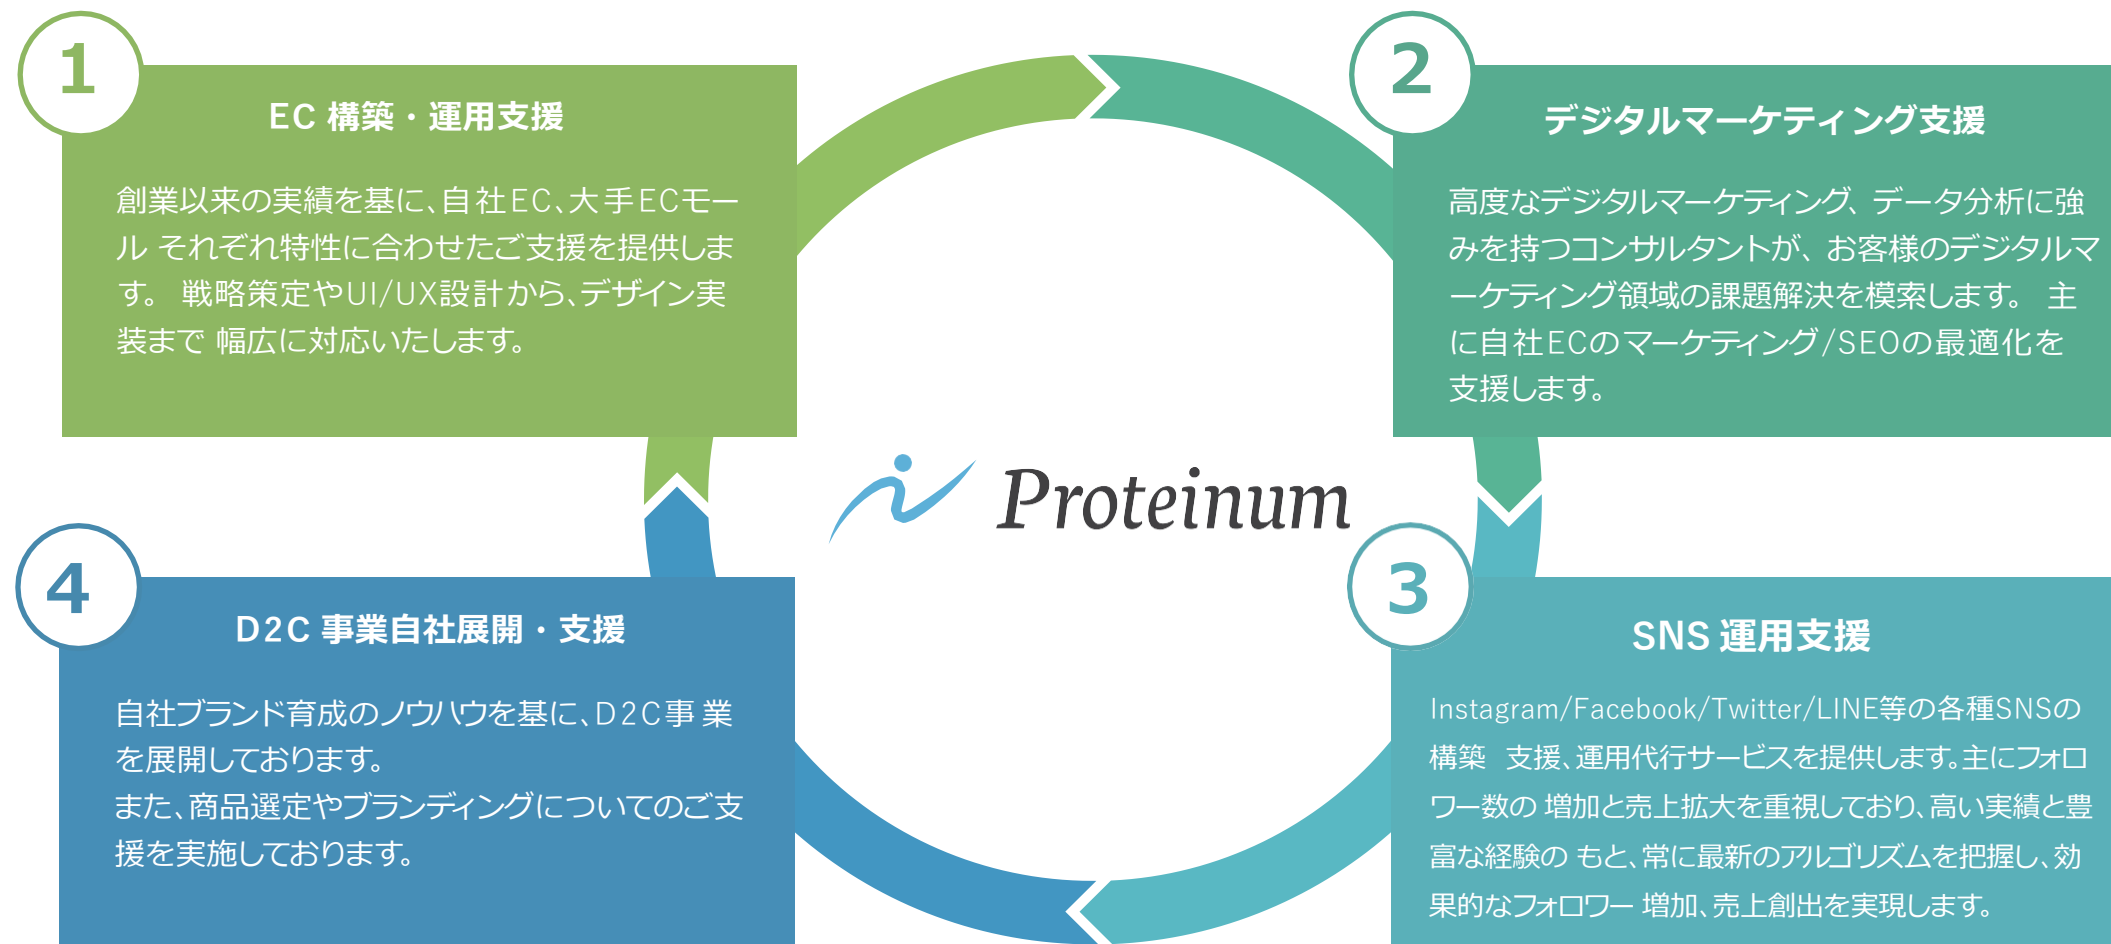 1
EC 構築・運用支援
創業以来の実績を基に、自社EC、大手ECモー
ル それぞれ特性に合わせたご支援を提供しま
す。 戦略策定やUI/UX設計から、デザイン実
装まで 幅広に対応いたします。
2
デジタルマーケティング支援
高度なデジタルマーケティング、データ分析に強
みを持つコンサルタントが、お客様のデジタルマ
ーケティング領域の課題解決を模索します。 主
に自社ECのマーケティング/SEOの最適化を
支援します。
Proteinum
3
SNS 運用支援
Instagram/Facebook/Twitter/LINE等の各種SNSの
構築 支援、運用代行サービスを提供します。主にフォロ
ワー数の 増加と売上拡大を重視しており、高い実績と豊
富な経験の もと、常に最新のアルゴリズムを把握し、効
果的なフォロワー 増加、売上創出を実現します。
4
D2C 事業自社展開・支援
自社ブランド育成のノウハウを基に、D2C事業
を展開しております。
また、商品選定やブランディングについてのご支
援を実施しております。